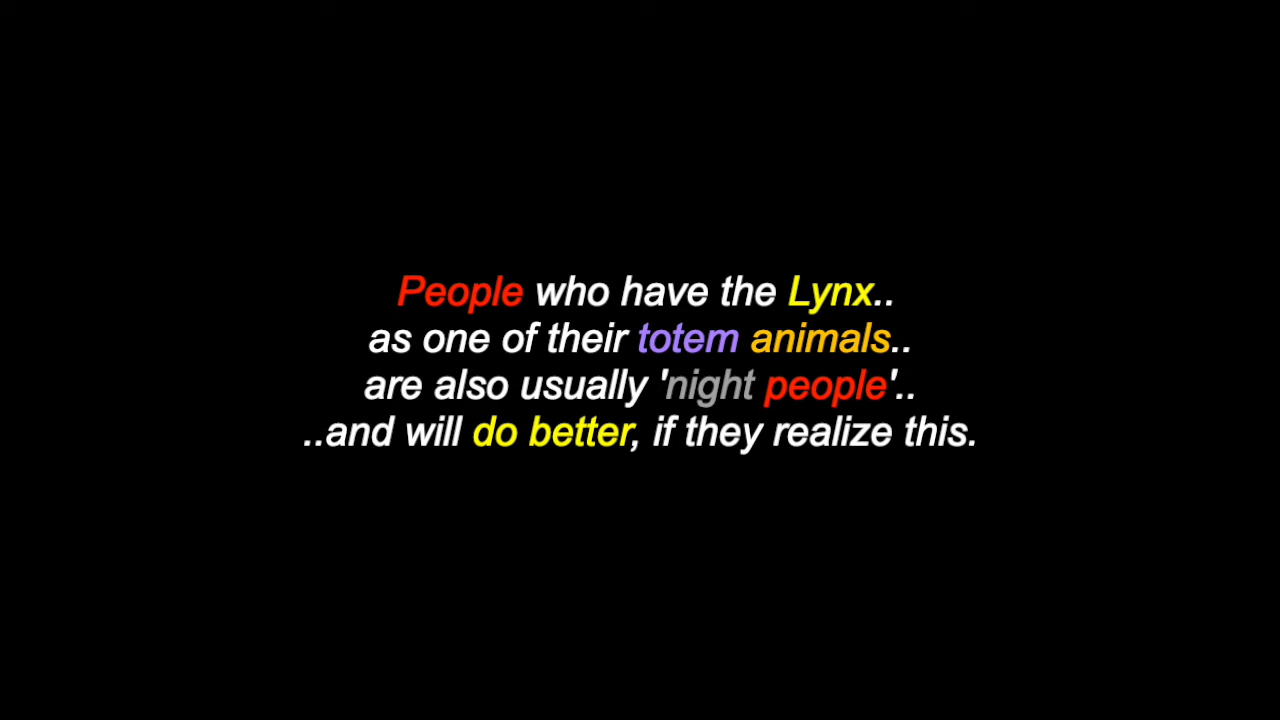 People who have the Lynx..
as one of their totem animals..
are also usually 'night people'..
..and will do better, if they realize this.